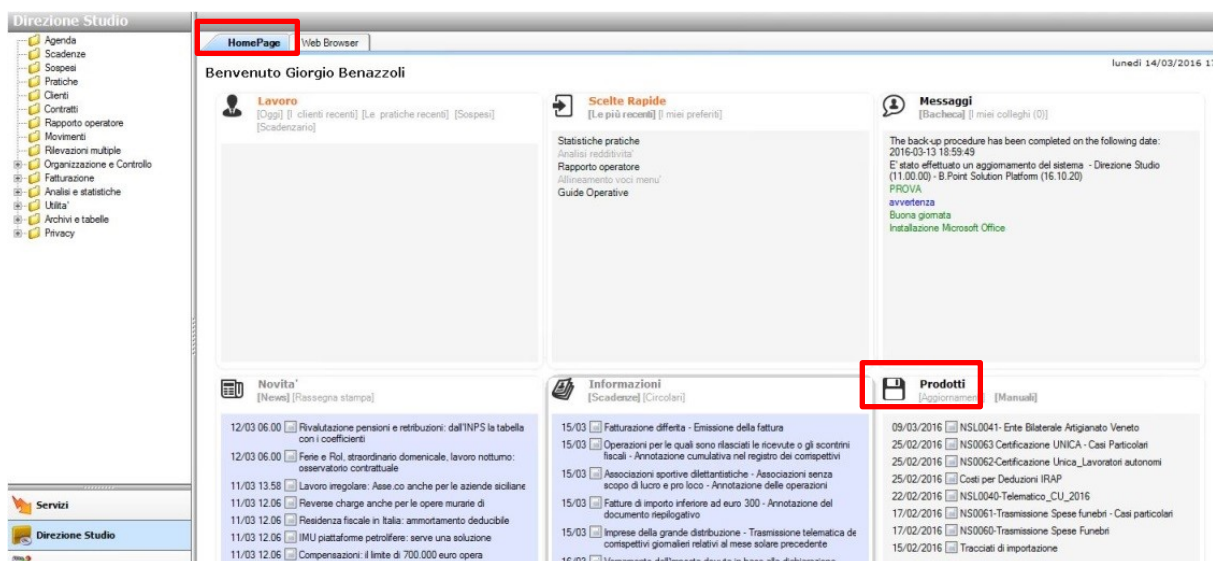 Direzione Studio
Agenda
Scadenze
Sospesi
Pratiche
Clienti
Contratti
Rapporto operatore
Movimenti
Rilevazioni multiple
Organizzazione e Controllo
Fatturazione
Analisi e statistiche
Utilita'
Archivi e tabelle
Privacy
Servizi
Direzione Studio
HomePage
Web Browser
Benvenuto Giorgio Benazzoli
lunedì 14/03/2016 17
Lavoro
[Oggi] [I clienti recenti] [Le pratiche recenti] [Sospesi]
[Scadenzario]
Scelte Rapide
[Le più recenti] [I miei preferiti]
Statistiche pratiche
Analisi redditivita'
Rapporto operatore
Allineamento voci menu'
Guide Operative
Messaggi
[Bacheca] [I miei colleghi (0)]
The back-up procedure has been completed on the following date:
2016-03-13 18:59:49
E' stato effettuato un aggiornamento del sistema - Direzione Studio
(11.00.00) - B.Point Solution Platform (16.10.20)
PROVA
avvertenza
Buona giornata
Installazione Microsoft Office
Novita'
[News] [Rassegna stampa]
12/03 06.00 Rivalutazione pensioni e retribuzioni: dall'INPS la tabella
con i coefficienti
12/03 06.00 Ferie e Rol, straordinario domenicale, lavoro notturno:
osservatorio contrattuale
11/03 13.58 Lavoro irregolare: Asse.co anche per le aziende siciliane
11/03 12.06 Reverse charge anche per le opere murarie di
11/03 12.06 Residenza fiscale in Italia: ammortamento deducibile
11/03 12.06 IMU piattaforme petrolifere: serve una soluzione
11/03 12.06 Compensazioni: il limite di 700.000 euro opera
Informazioni
[Scadenze] [Circolari]
15/03 Fatturazione differita - Emissione della fattura
15/03 Operazioni per le quali sono rilasciati le ricevute o gli scontrini
fiscali - Annotazione cumulativa nel registro dei corrispettivi
15/03 Associazioni sportive dilettantistiche - Associazioni senza
scopo di lucro e pro loco - Annotazione delle operazioni
15/03 Fatture di importo inferiore ad euro 300 - Annotazione del
documento riepilogativo
15/03 Imprese della grande distribuzione - Trasmissione telematica de
corrispettivi giornalieri relativi al mese solare precedente
Prodotti
[Aggiornamenti] [Manuali]
09/03/2016 NSL0041- Ente Bilaterale Artigianato Veneto
25/02/2016 NS0063 Certificazione UNICA - Casi Particolari
25/02/2016 NS0062-Certificazione Unica_Lavoratori autonomi
25/02/2016 Costi per Deduzioni IRAP
22/02/2016 NSL0040-Telematico_CU_2016
17/02/2016 NS0061-Trasmissione Spese funebri - Casi particolari
17/02/2016 NS0060-Trasmissione Spese Funebri
15/02/2016 Tracciati di importazione